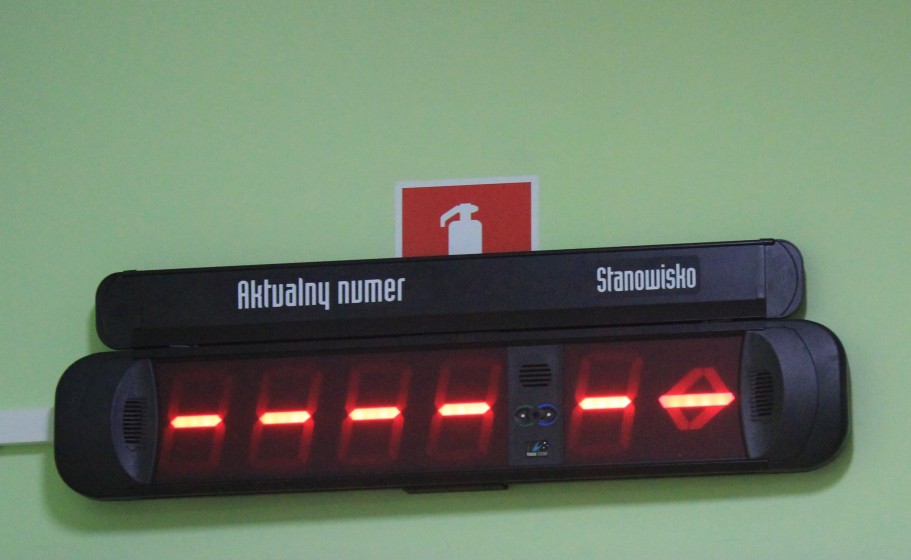 Aktualny numer
Stanowisko
- - - - - -